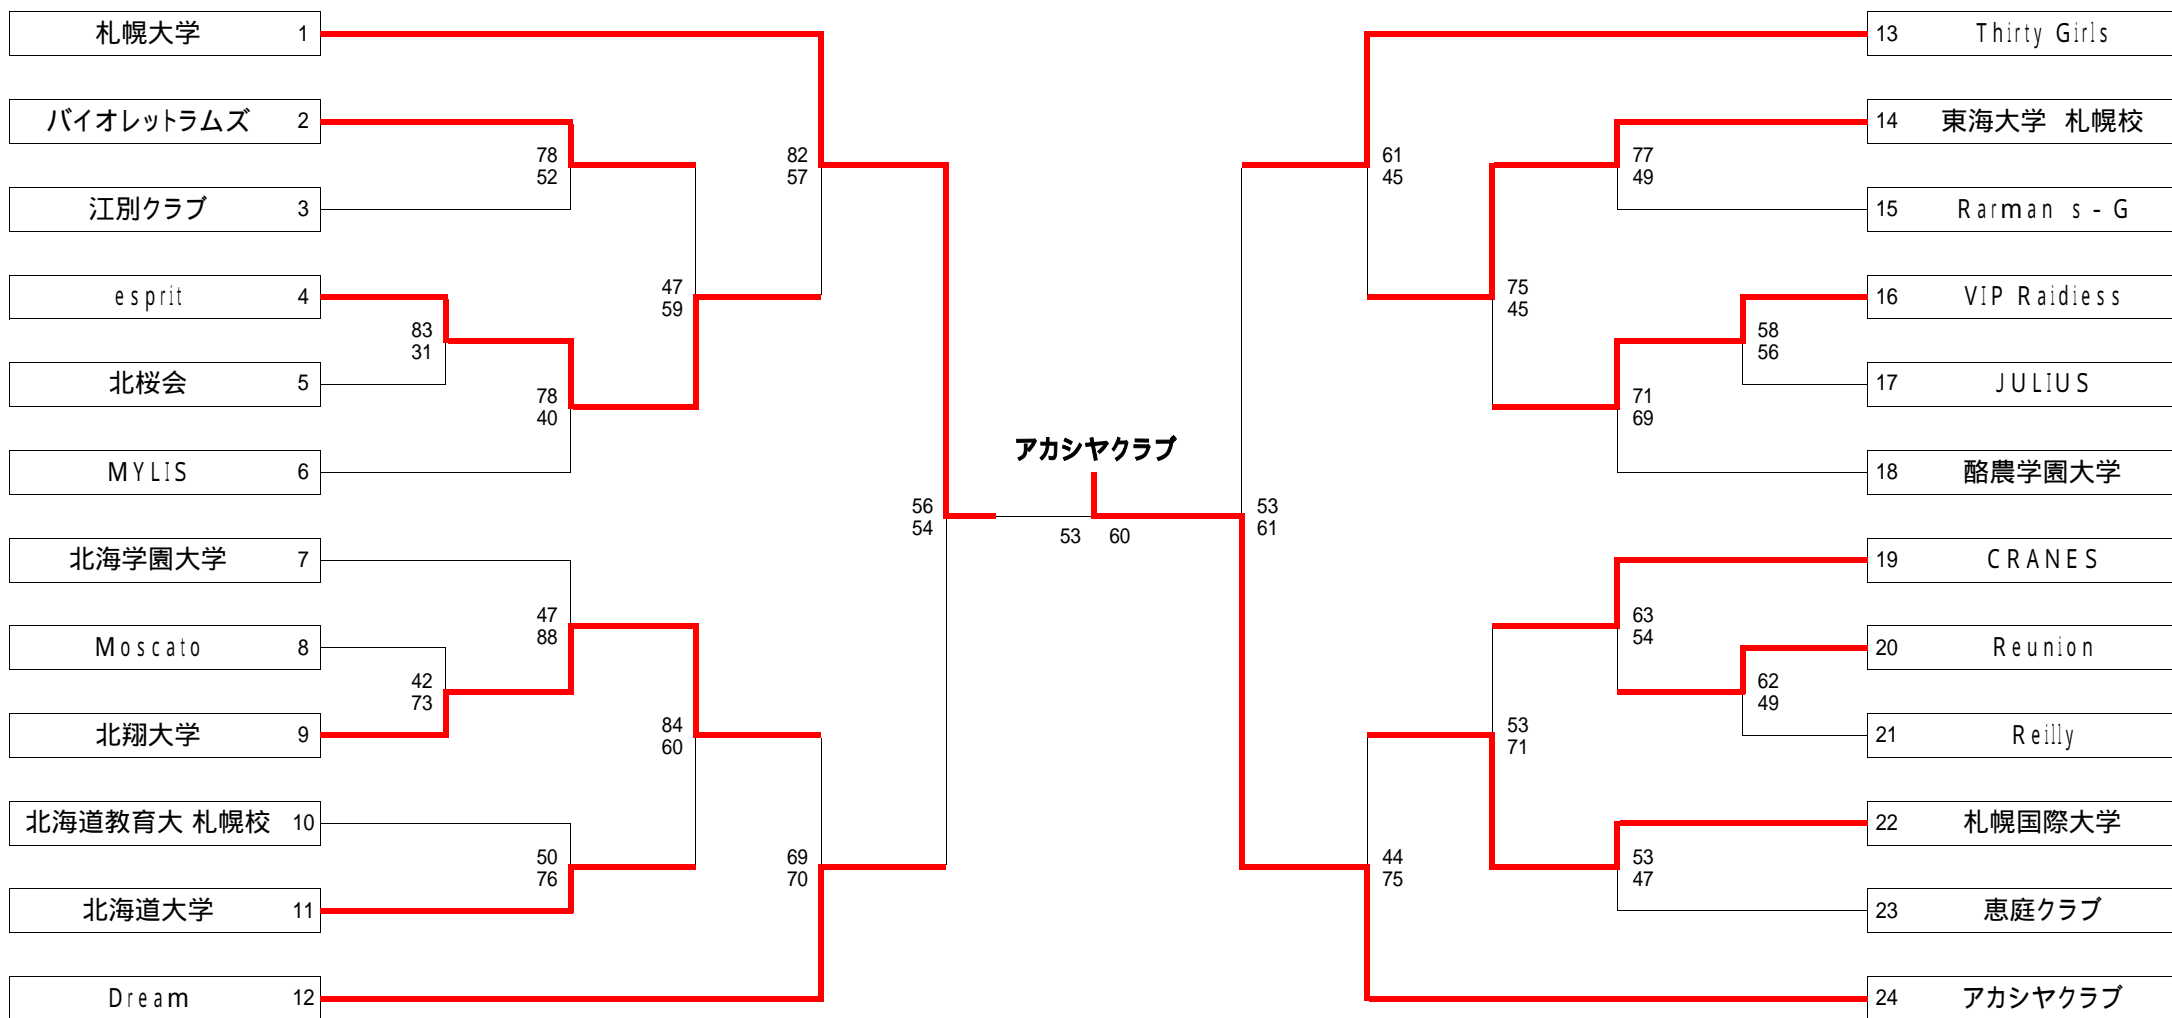 札幌大学 1
バイオレットラムズ 2
78
52
江別クラブ 3
82
57
esprit 4
83
31
北桜会 5
47
59
78
40
MYLIS 6
北海学園大学 7
47
88
Moscato 8
42
73
北翔大学 9
84
60
北海道教育大 札幌校 10
50
76
北海道大学 11
69
70
Dream 12
56
54
アカシヤクラブ
53 60
53
61
13 Thirty Girls
61
45
14 東海大学 札幌校
77
49
15 Rarman s-G
75
45
16 VIP Raidiess
58
56
17 JULIUS
71
69
18 酪農学園大学
19 CRANES
63
54
20 Reunion
62
49
21 Reilly
53
71
22 札幌国際大学
53
47
23 恵庭クラブ
44
75
24 アカシヤクラブ